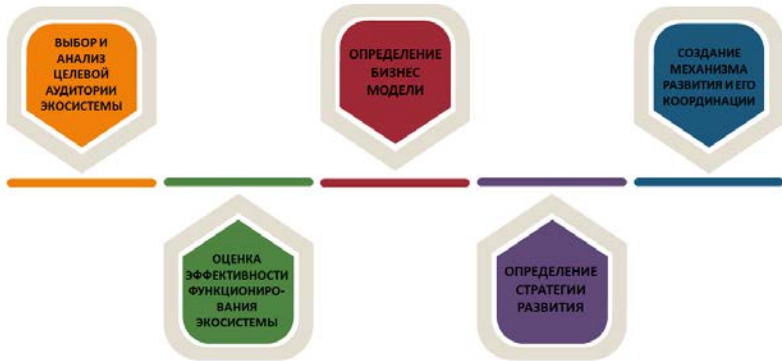 ВЫБОР И
АНАЛИЗ
ЦЕЛЕВОЙ
АУДИТОРИИ
ЭКОСИСТЕМЫ
ОЦЕНКА
ЭФФЕКТИВНОСТИ
ФУНКЦИОНИРО-
ВАНИЯ
ЭКОСИСТЕМЫ
ОПРЕДЕЛЕНИЕ
БИЗНЕС
МОДЕЛИ
ОПРЕДЕЛЕНИЕ
СТРАТЕГИИ
РАЗВИТИЯ
СОЗДАНИЕ
МЕХАНИЗМА
РАЗВИТИЯ И ЕГО
КООРДИНАЦИИ